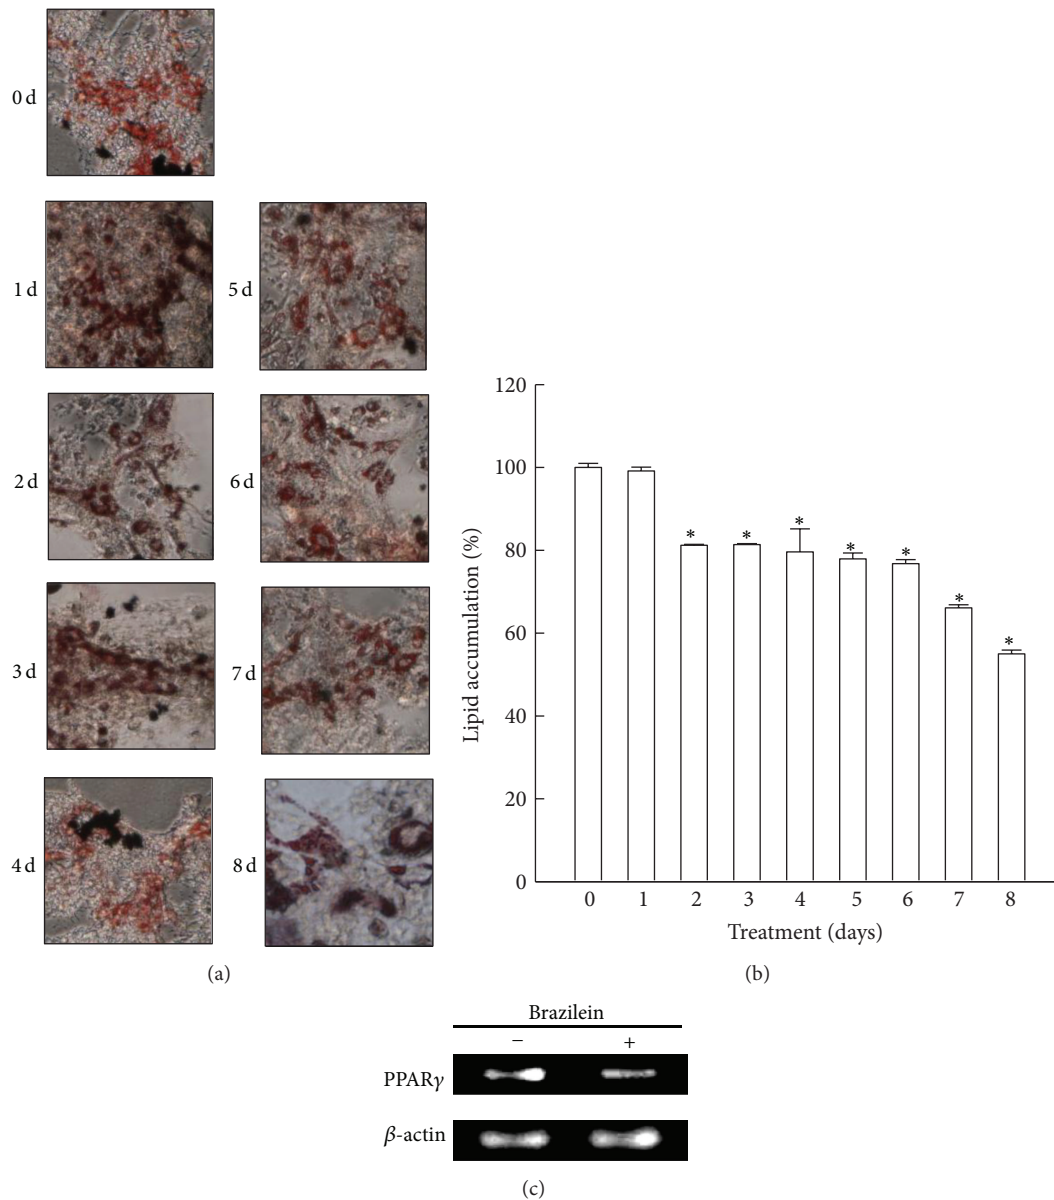 0 d
1 d
5 d
2 d
6 d
3 d
7 d
4 d
8 d
(a)
120
100
80
60
40
20
0
Lipid accumulation (%)
* * * * * * *
0 1 2 3 4 5 6 7 8
Treatment (days)
(b)
Brazilein
− +
PPARγ
β-actin
(c)